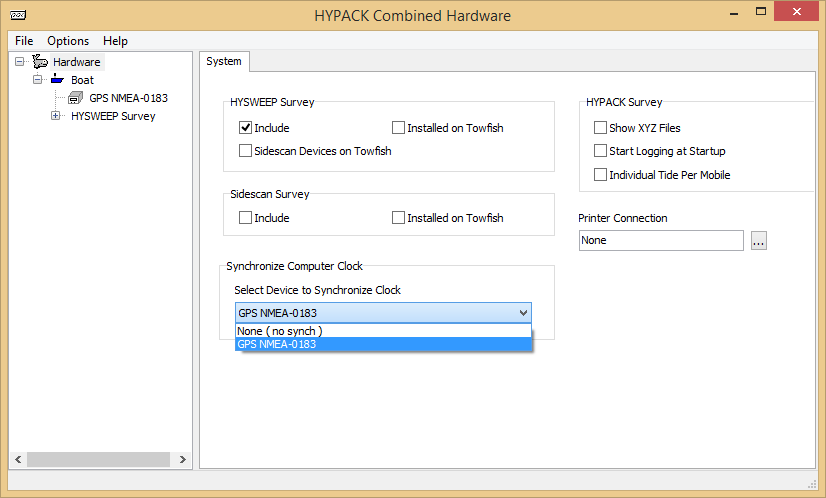 HYPACK Combined Hardware
File Options Help
Hardware
Boat
GPS NMEA-0183
HYSWEEP Survey
System
HYSWEEP Survey
Include
Installed on Towfish
Sidescan Devices on Towfish
Sidescan Survey
Include
Installed on Towfish
Synchronize Computer Clock
Select Device to Synchronize Clock
GPS NMEA-0183
None ( no synch )
GPS NMEA-0183
HYPACK Survey
Show XYZ Files
Start Logging at Startup
Individual Tide Per Mobile
Printer Connection
None
...